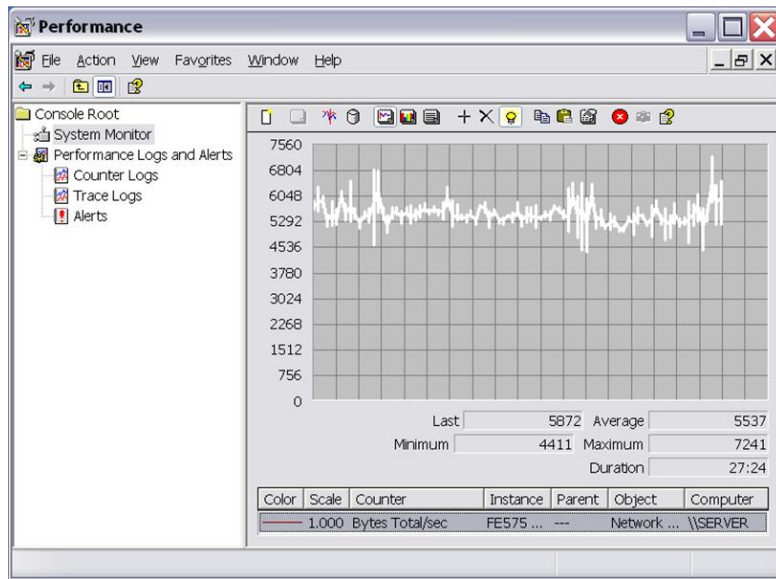 Performance
File Action View Favorites Window Help
Console Root
System Monitor
Performance Logs and Alerts
Counter Logs
Trace Logs
Alerts
7560
6804
6048
5292
4536
3780
3024
2268
1512
756
0
Last 5872 Average 5537
Minimum 4411 Maximum 7241
Duration 27:24
Color Scale Counter Instance Parent Object Computer
1.000 Bytes Total/sec FE575 ... --- Network ... \\SERVER